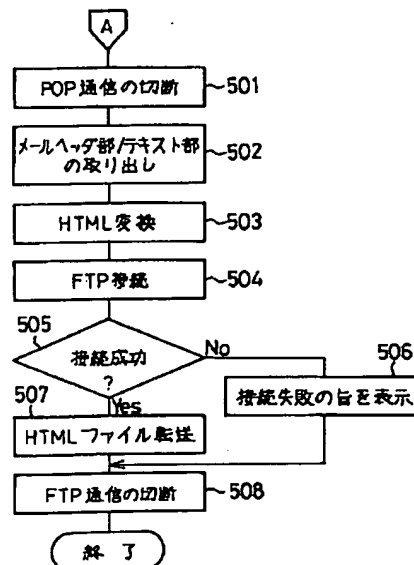 A
POP通信の切断
501
メールヘッダ部/テキスト部
の取り出し
502
HTML変換
503
FTP接続
504
505
接続成功
?
No
Yes
506
接続失敗の旨を表示
507
HTMLファイル転送
FTP通信の切断
508
終了